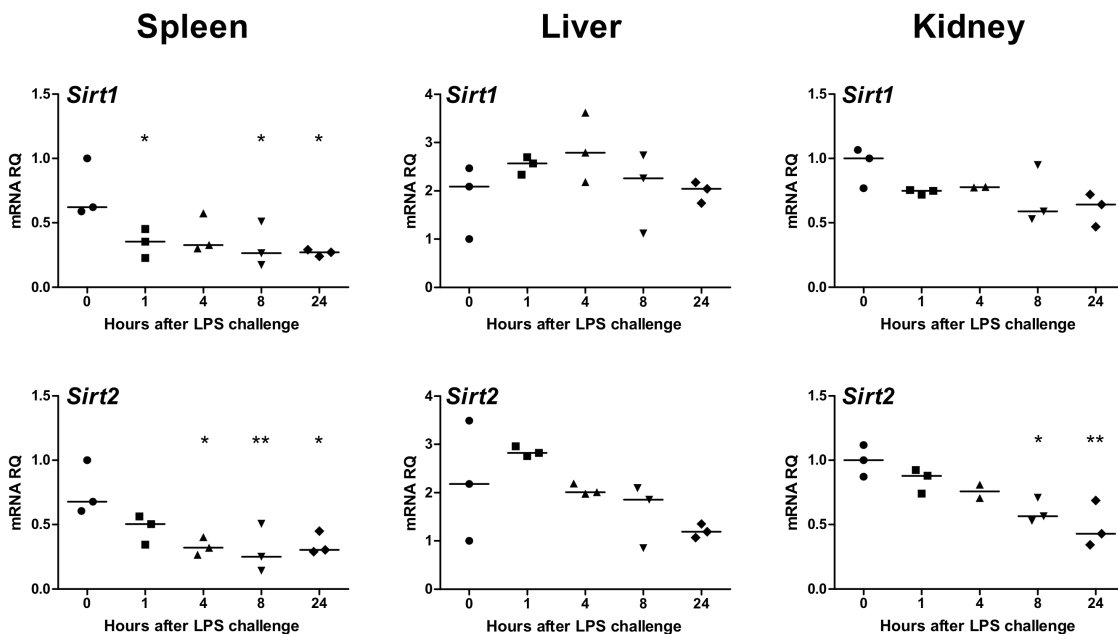 Spleen Liver Kidney
Sirt1
1.5
1.0
0.5
0.0
mRNA RQ
* * *
0 1 4 8 24
Hours after LPS challenge
Sirt1
4
3
2
1
0
mRNA RQ
0 1 4 8 24
Hours after LPS challenge
Sirt1
1.5
1.0
0.5
0.0
mRNA RQ
0 1 4 8 24
Hours after LPS challenge
Sirt2
1.5
1.0
0.5
0.0
mRNA RQ
* ** *
0 1 4 8 24
Hours after LPS challenge
Sirt2
4
3
2
1
0
mRNA RQ
0 1 4 8 24
Hours after LPS challenge
Sirt2
1.5
1.0
0.5
0.0
mRNA RQ
* **
0 1 4 8 24
Hours after LPS challenge